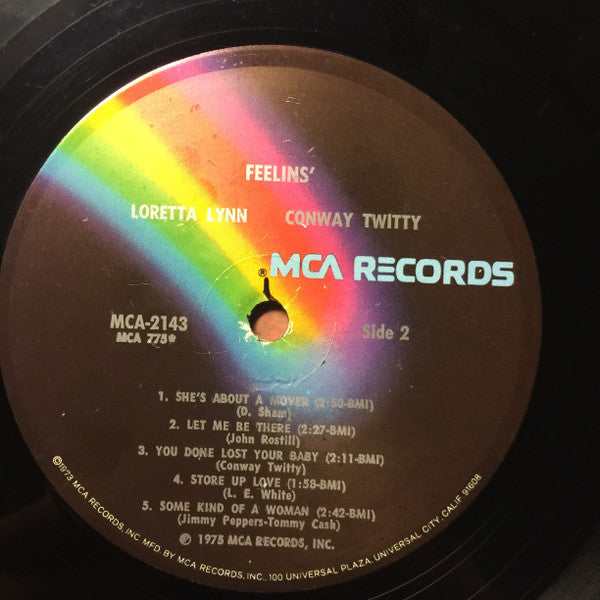 FEELINS'
LORETTA LYNN CONWAY TWITTY
®MCA RECORDS
MCA-2143 Side 2
MCA 775*
1. SHE'S ABOUT A MOVER (2:50-BMI)
(D. Sham)
2. LET ME BE THERE (2:27-BMI)
(John Rostill)
3. YOU DONE LOST YOUR BABY (2:11-BMI)
(Conway Twitty)
4. STORE UP LOVE (1:58-BMI)
(L. E. White)
5. SOME KIND OF A WOMAN (2:42-BMI)
(Jimmy Peppers-Tommy Cash)
℗ 1975 MCA RECORDS, INC.
©1973 MCA RECORDS, INC. MFD. BY MCA RECORDS, INC., 100 UNIVERSAL PLAZA, UNIVERSAL CITY, CALIF. 91608